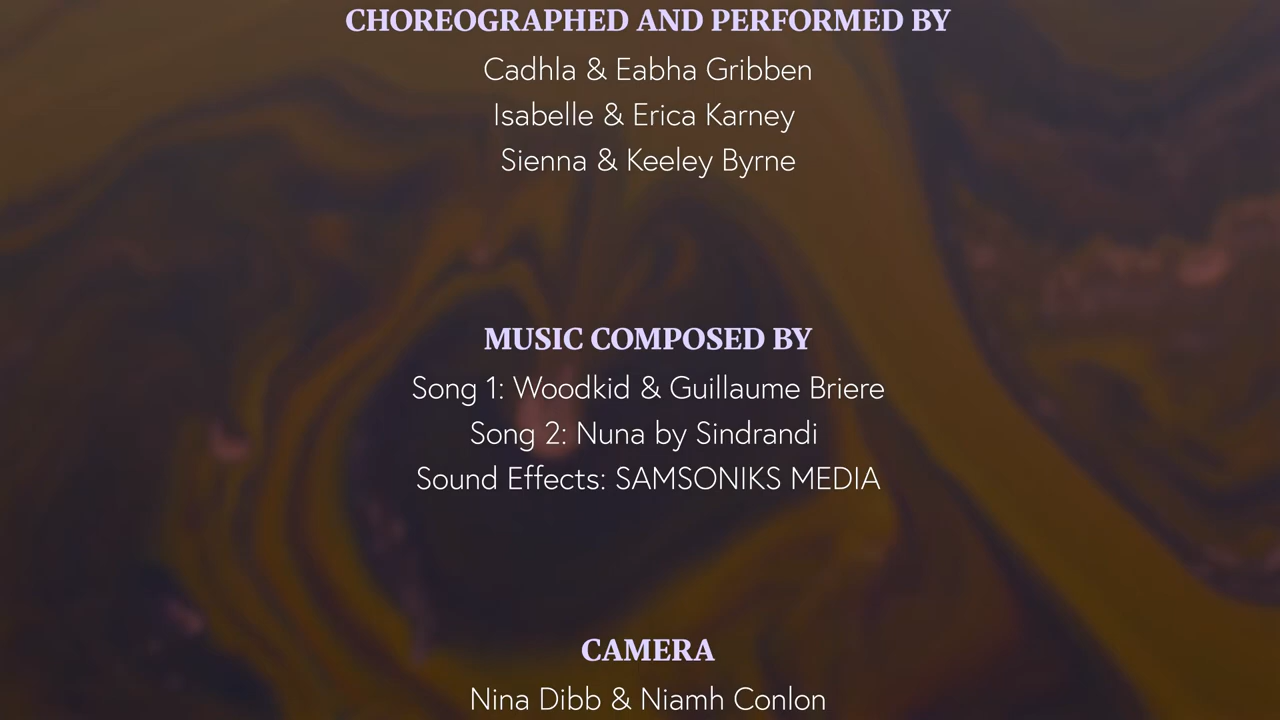 CHOREOGRAPHED AND PERFORMED BY
Cadhla & Eabha Gribben
Isabelle & Erica Karney
Sienna & Keeley Byrne
MUSIC COMPOSED BY
Song 1: Woodkid & Guillaume Briere
Song 2: Nuna by Sindrandi
Sound Effects: SAMSONIKS MEDIA
CAMERA
Nina Dibb & Niamh Conlon